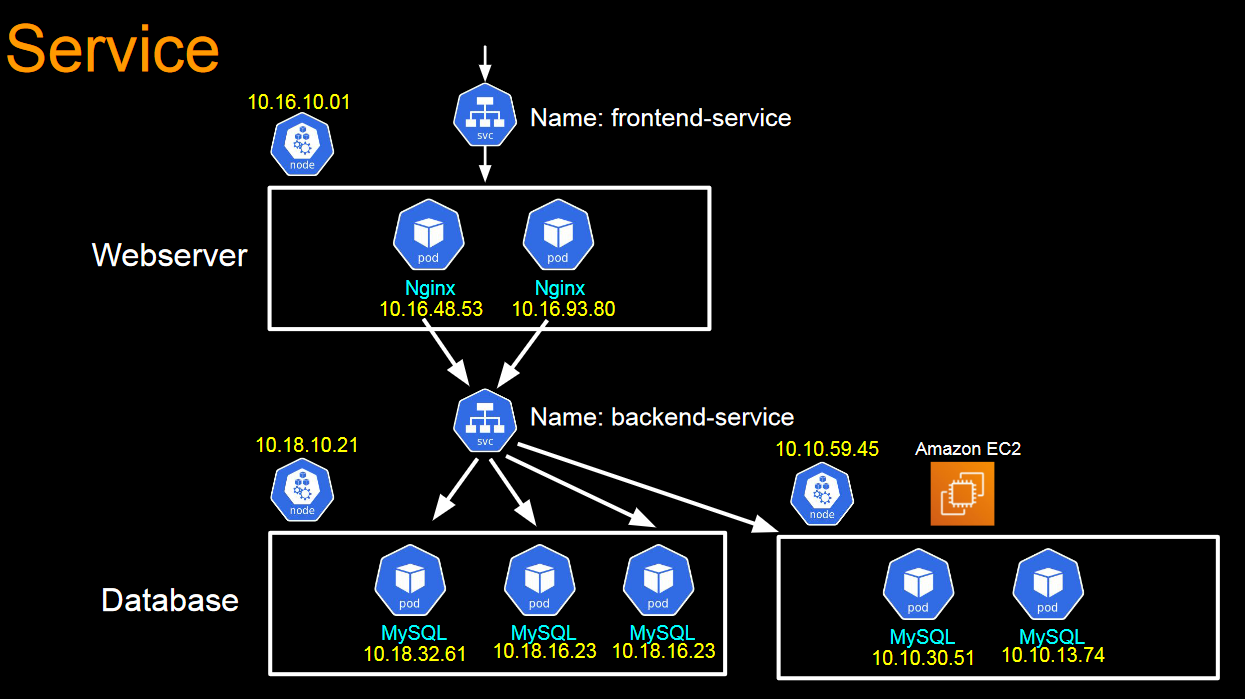 Service
10.16.10.01
node
svc
Name: frontend-service
Webserver
pod
pod
Nginx
Nginx
10.16.48.53
10.16.93.80
svc
Name: backend-service
10.18.10.21
node
10.10.59.45
node
Amazon EC2
Database
pod
pod
pod
MySQL
MySQL
MySQL
10.18.32.61
10.18.16.23
10.18.16.23
pod
pod
MySQL
MySQL
10.10.30.51
10.10.13.74